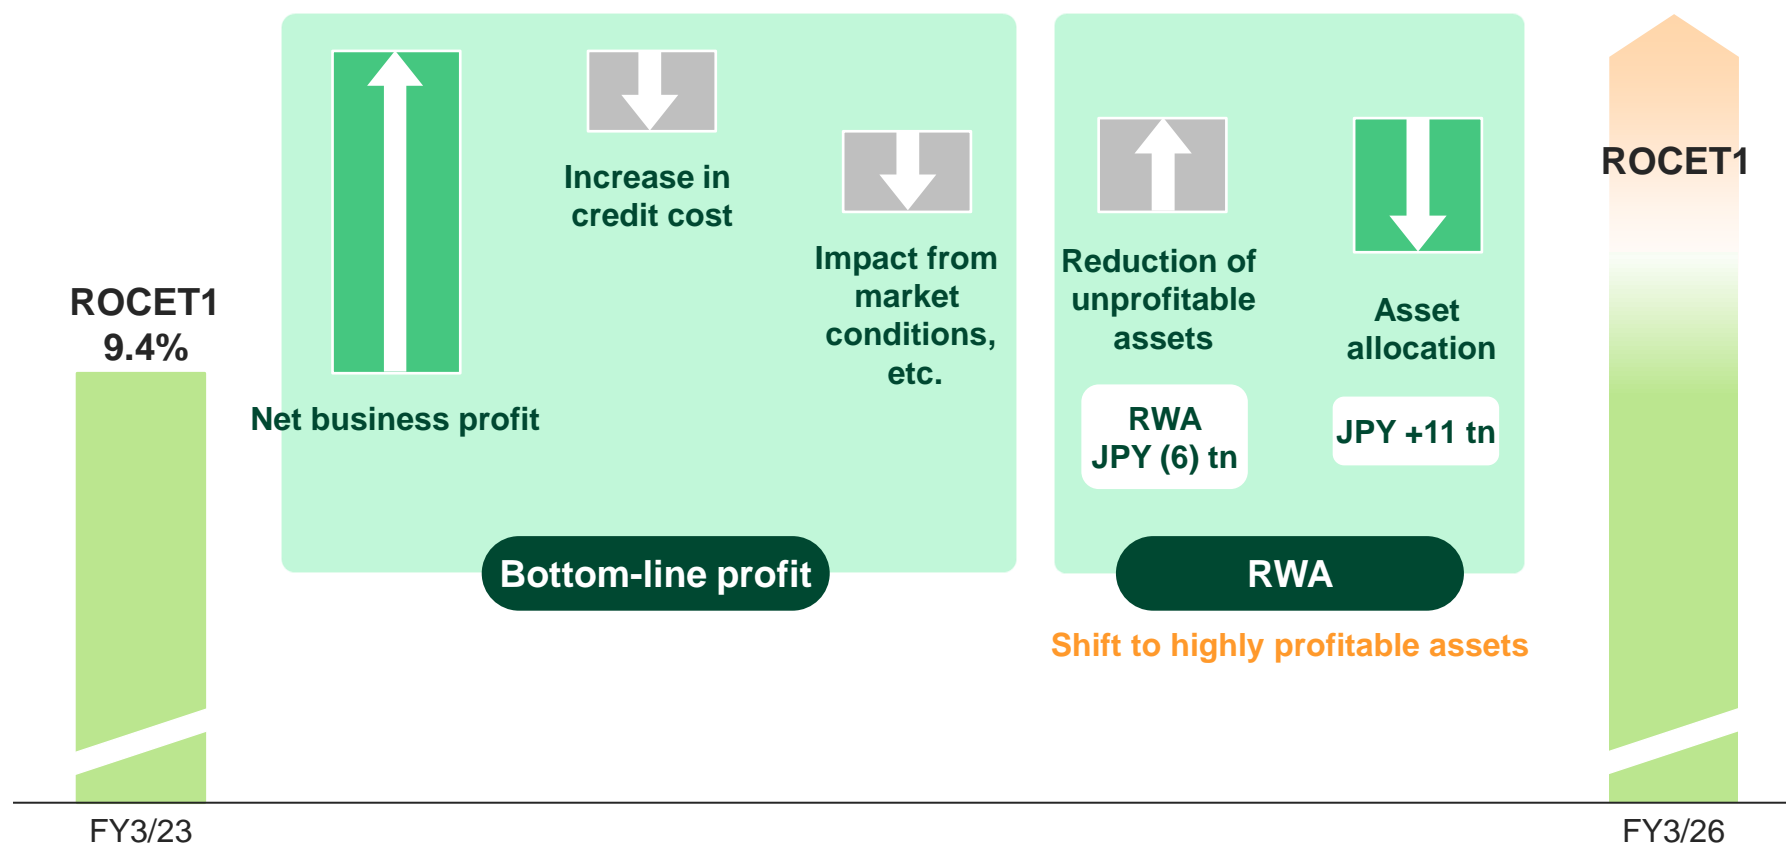 ROCET1
9.4%
Net business profit
Increase in
credit cost
Impact from
market
conditions,
etc.
Bottom-line profit
Reduction of
unprofitable
assets
RWA
JPY (6) tn
Asset
allocation
JPY +11 tn
RWA
Shift to highly profitable assets
ROCET1
FY3/23
FY3/26